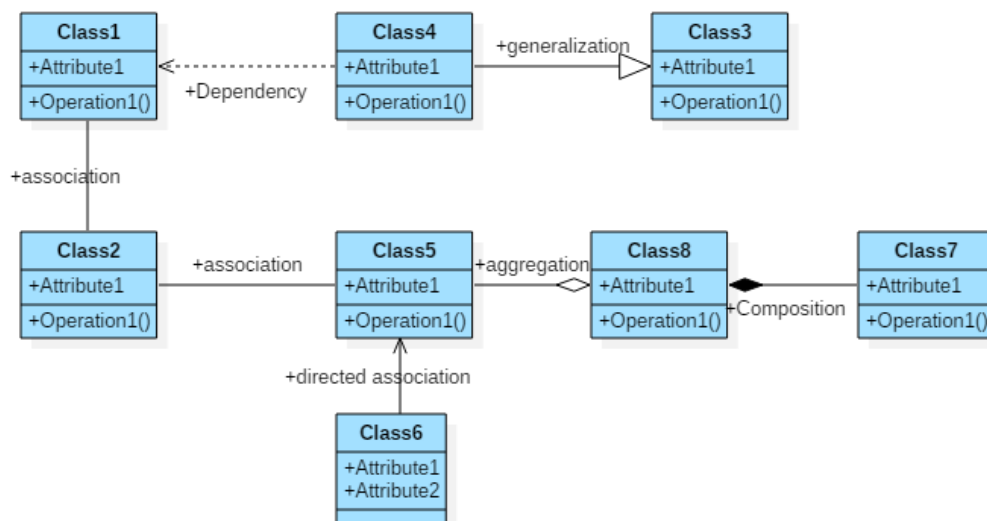 Class1
+Attribute1
+Operation1()
+Dependency
Class4
+Attribute1
+Operation1()
+generalization
Class3
+Attribute1
+Operation1()
+association
Class2
+Attribute1
+Operation1()
+association
Class5
+Attribute1
+Operation1()
+aggregation
Class8
+Attribute1
+Operation1()
+Composition
Class7
+Attribute1
+Operation1()
+directed association
Class6
+Attribute1
+Attribute2